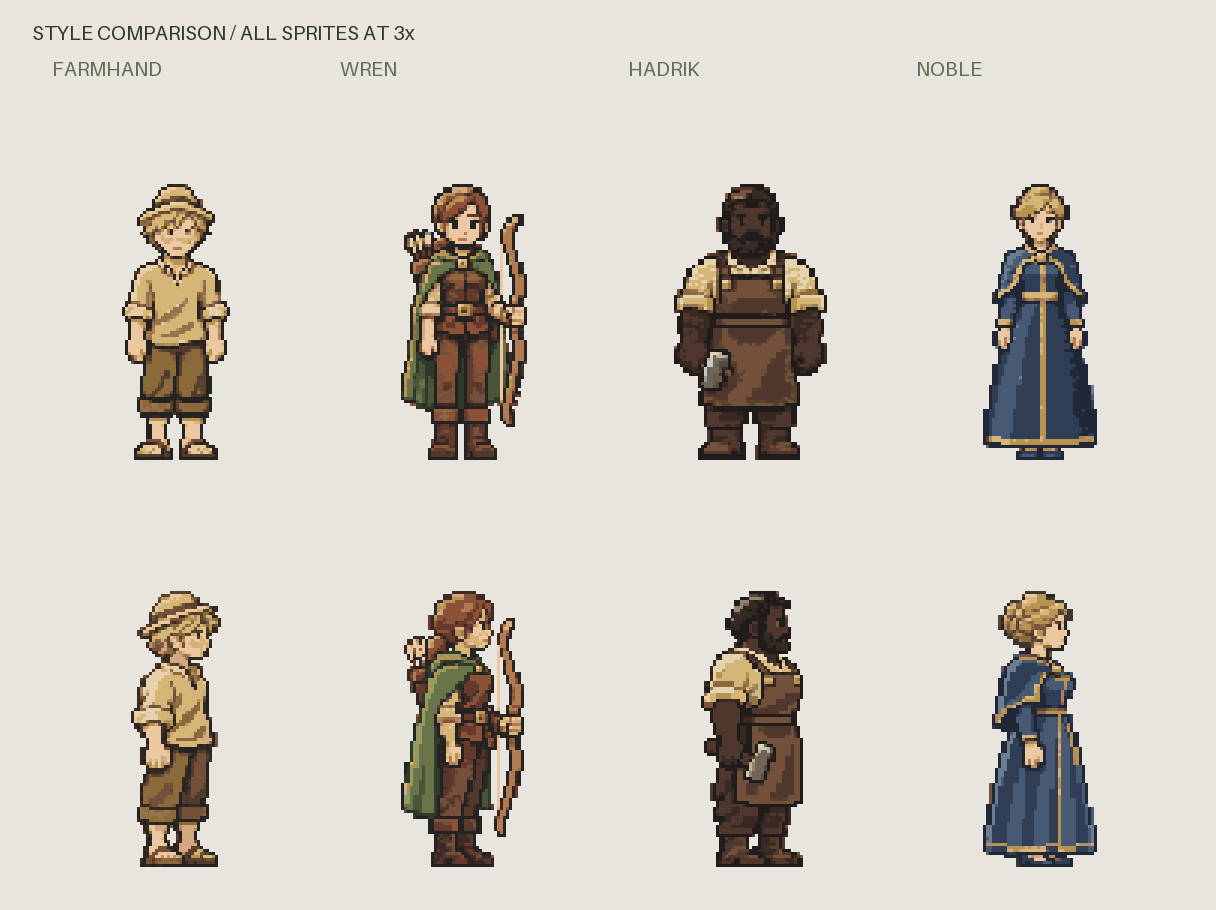 STYLE COMPARISON / ALL SPRITES AT 3x
FARMHAND WREN HADRIK NOBLE